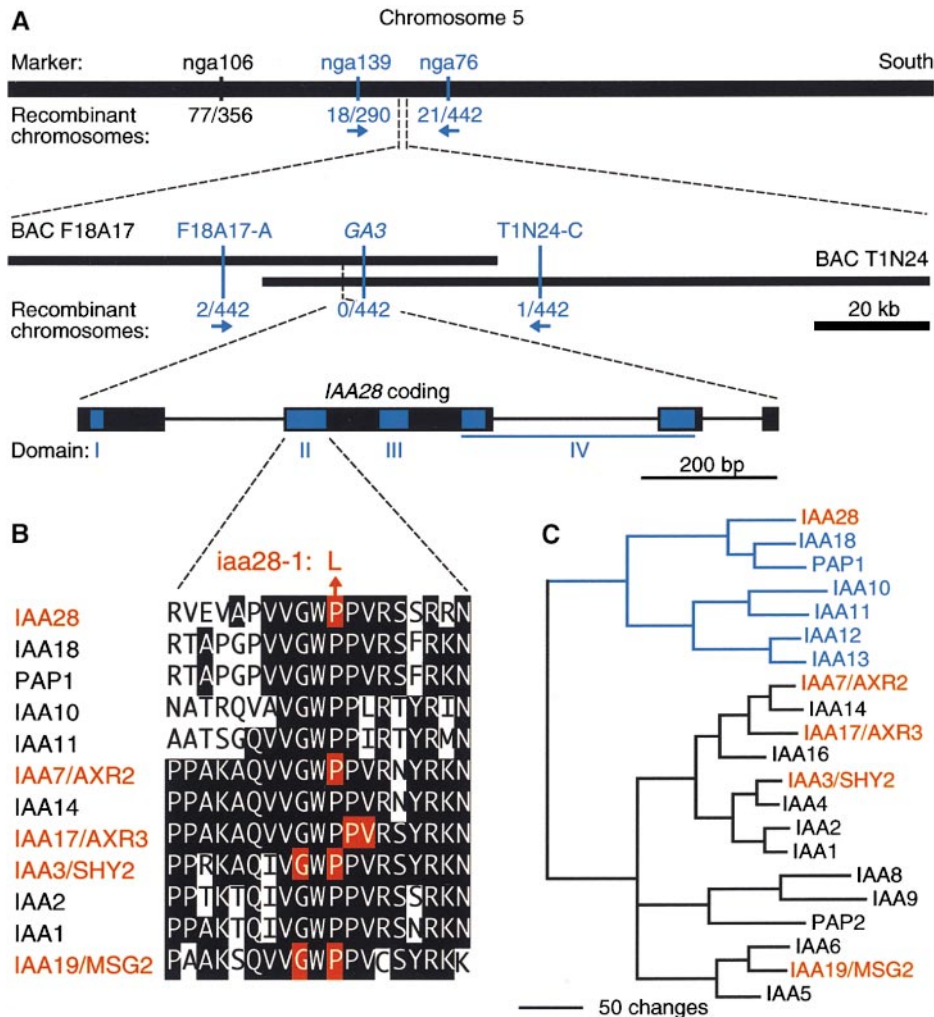 A
Chromosome 5
Marker: nga106 nga139 nga76 South
Recombinant chromosomes: 77/356 18/290 21/442
BAC F18A17 F18A17-A GA3 T1N24-C BAC T1N24
Recombinant chromosomes: 2/442 0/442 1/442
20 kb
IAA28 coding
Domain: I II III IV
200 bp
B
iaa28-1: L
IAA28 RVEVAPVVGWPPVRSSRRN
IAA18 RTAPGPVVGWPPVRSFRKN
PAP1 RTAPGPVVGWPPVRSFRKN
IAA10 NATRQVAVGWPPLRTYRIN
IAA11 AATSGQVVGWPPIRTYRMN
IAA7/AXR2 PPAKAQVVGWPPVRNYRKN
IAA14 PPAKAQVVGWPPVRNYRKN
IAA17/AXR3 PPAKAQVVGWPPVRSYRKN
IAA3/SHY2 PPRKAQIVGWPPVRSYRKN
IAA2 PPTKTQIVGWPPVRSSRKN
IAA1 PPAKTQIVGWPPVRSNRKN
IAA19/MSG2 PAAKSQVVGWPPVCSYRKK
C
IAA28
IAA18
PAP1
IAA10
IAA11
IAA12
IAA13
IAA7/AXR2
IAA14
IAA17/AXR3
IAA16
IAA3/SHY2
IAA4
IAA2
IAA1
IAA8
IAA9
PAP2
IAA6
IAA19/MSG2
IAA5
50 changes